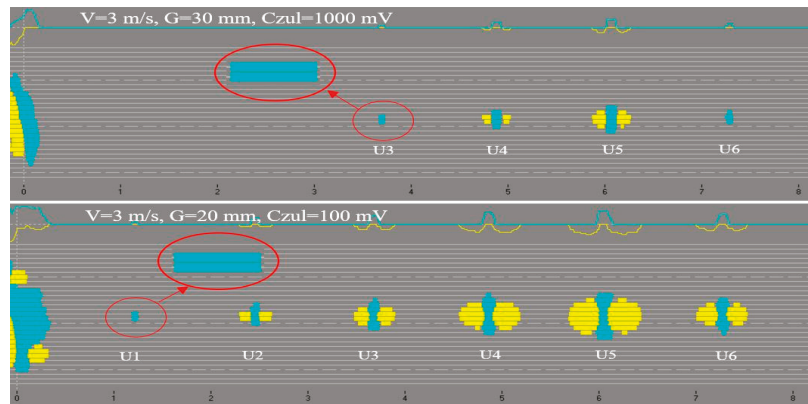 V=3 m/s, G=30 mm, Czul=1000 mV
U3 U4 U5 U6
0 1 2 3 4 5 6 7 8
V=3 m/s, G=20 mm, Czul=100 mV
U1 U2 U3 U4 U5 U6
0 1 2 3 4 5 6 7 8